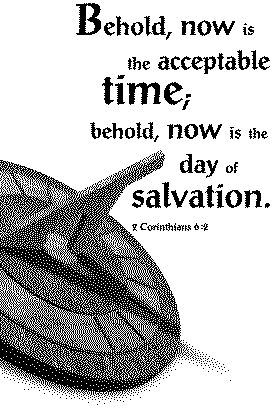 Behold, now is
the acceptable
time;
behold, now is the
day of
salvation.
2 Corinthians 6:2